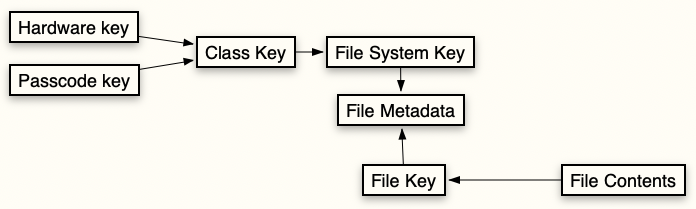 Hardware key
Passcode key
Class Key
File System Key
File Metadata
File Key
File Contents